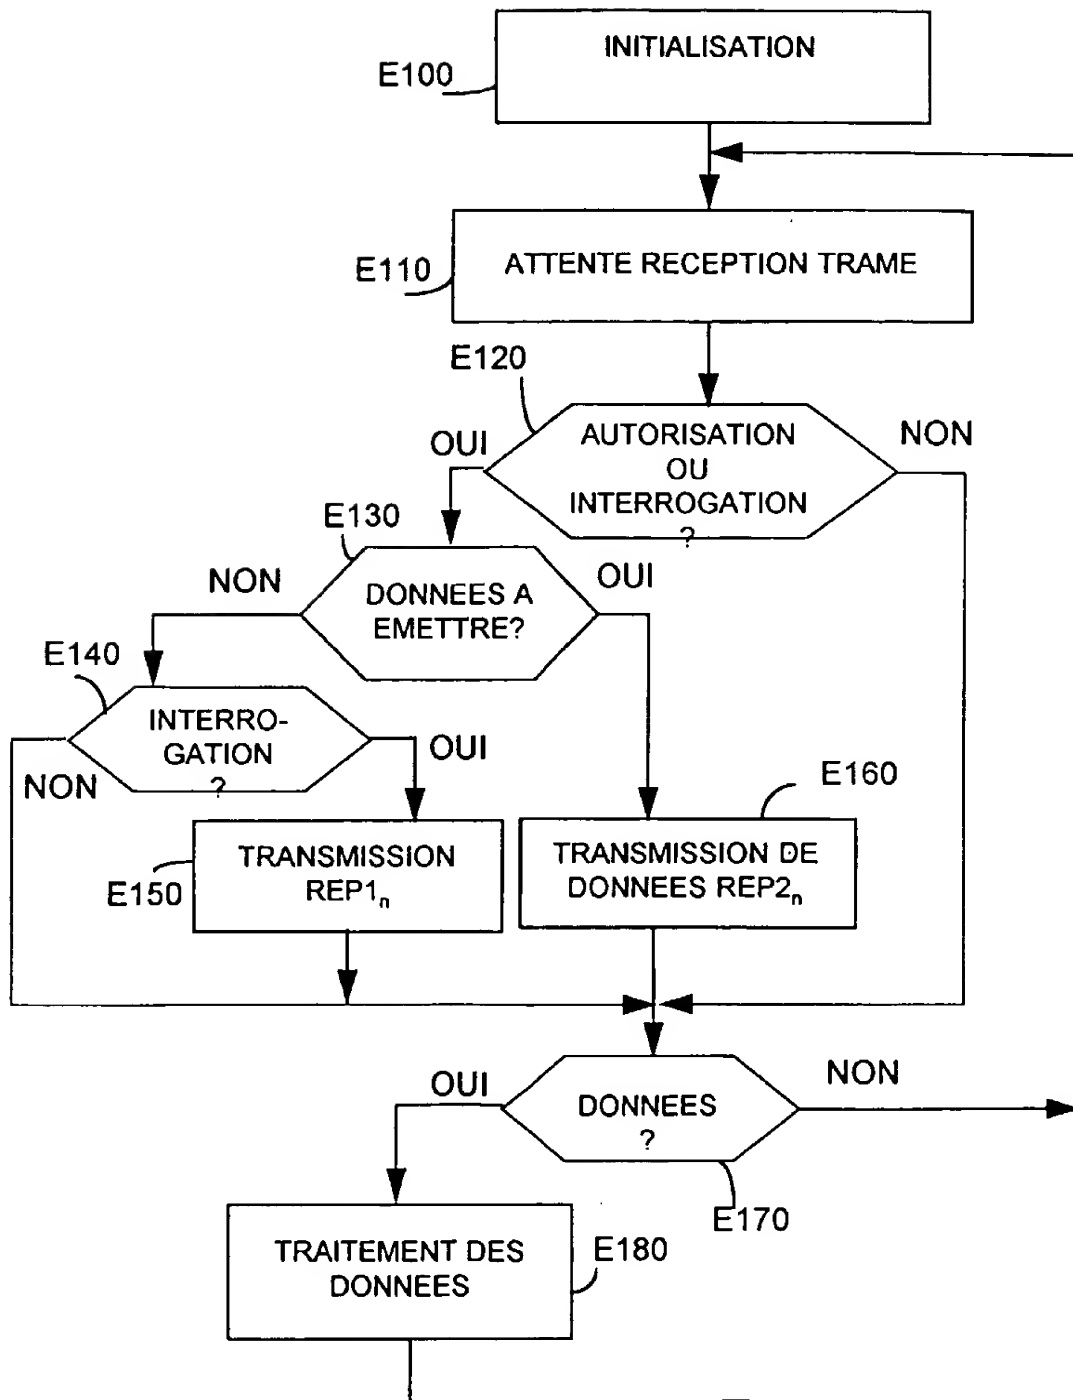 INITIALISATION
E100
ATTENTE RECEPTION TRAME
E110
E120
AUTORISATION
OU
INTERROGATION
?
OUI
NON
E130
DONNEES A
EMETTRE?
NON
OUI
E140
INTERRO-
GATION
?
NON
OUI
E150
TRANSMISSION
REP1n
E160
TRANSMISSION DE
DONNEES REP2n
DONNEES
?
OUI
NON
E170
TRAITEMENT DES
DONNEES
E180